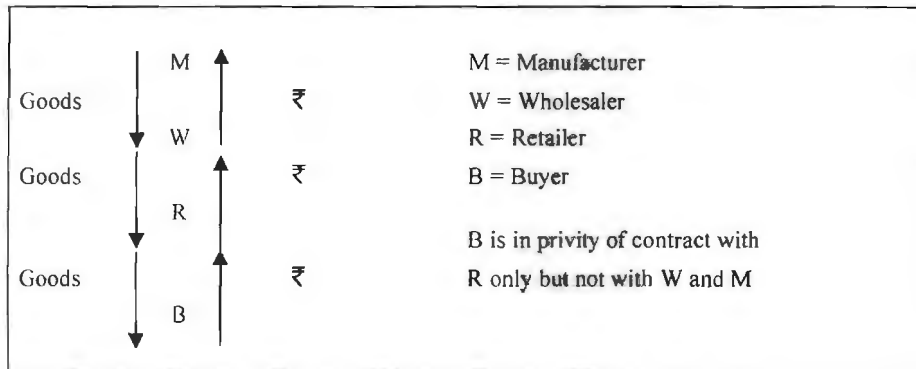 M M = Manufacturer
Goods ₹ W = Wholesaler
W R = Retailer
Goods ₹ B = Buyer
R
B is in privity of contract with
Goods ₹ R only but not with W and M
B